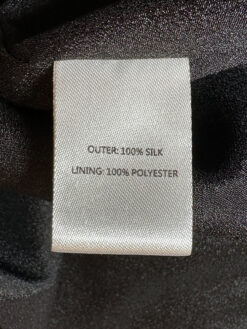 OUTER: 100% SILK
LINING: 100% POLYESTER